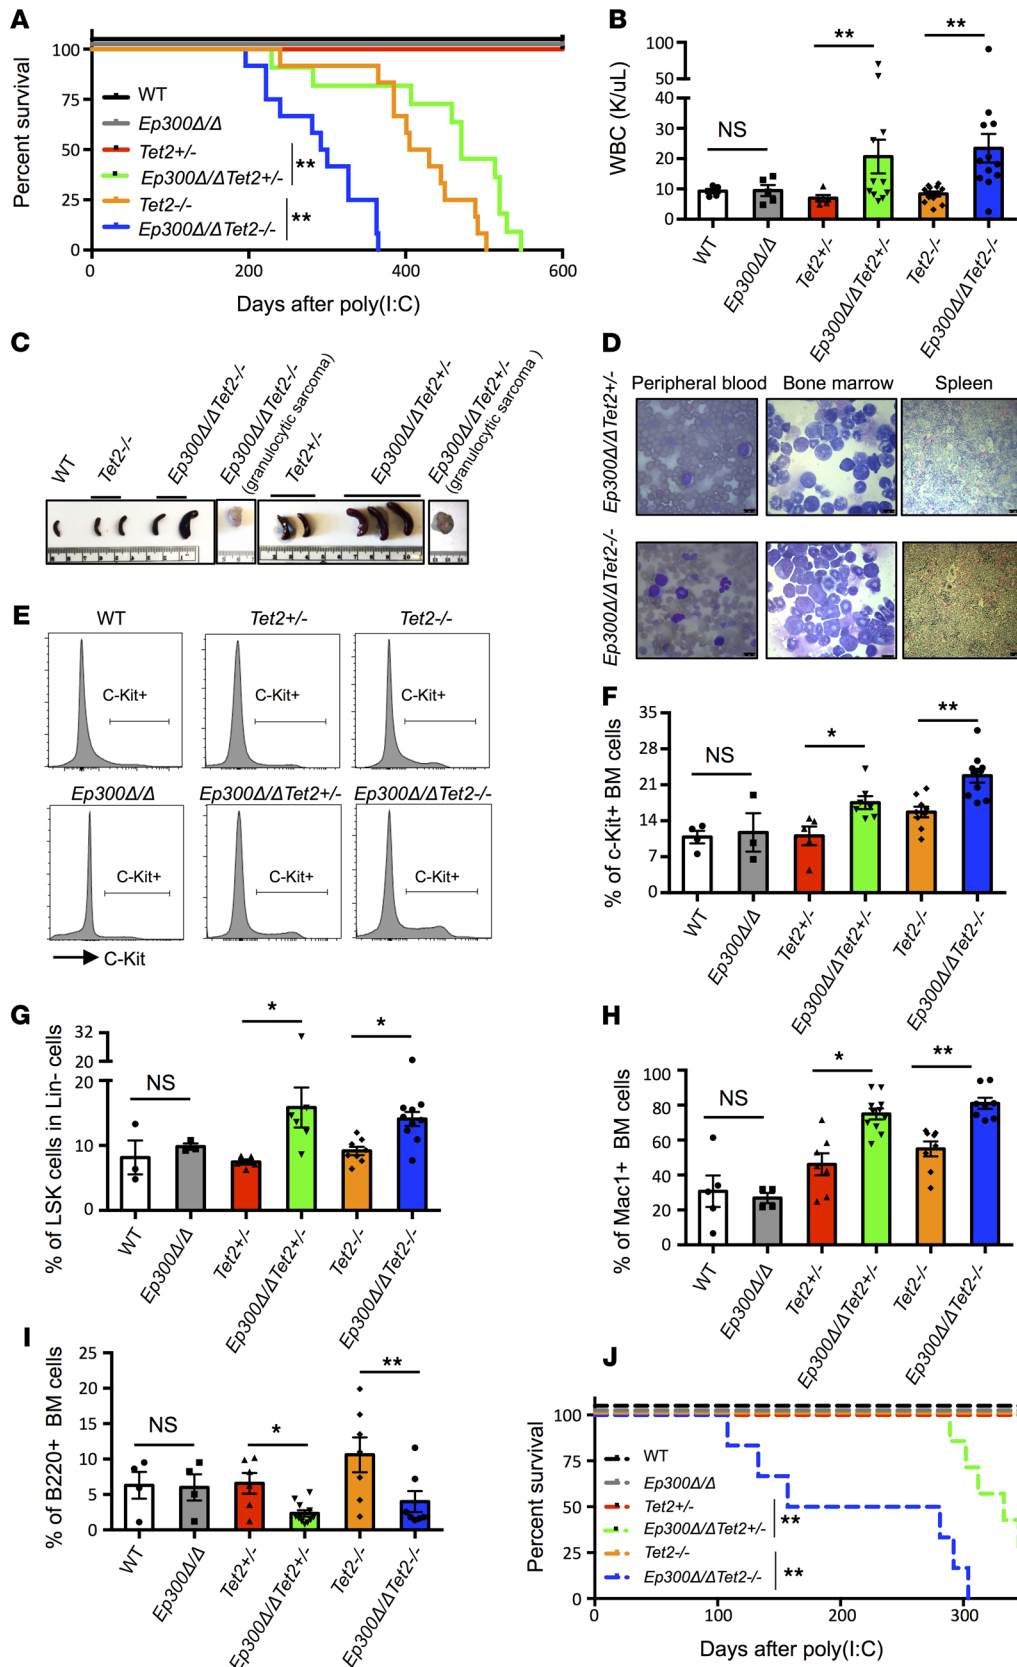 A
Percent survival
100
75
50
25
0
WT
Ep300Δ/Δ
Tet2+/-
Ep300Δ/ΔTet2+/-
Tet2-/-
Ep300Δ/ΔTet2-/-
**
**
0
200
400
600
Days after poly(I:C)
B
WBC (K/uL)
100
50
40
30
20
10
0
NS
**
**
WT
Ep300Δ/Δ
Tet2+/-
Ep300Δ/ΔTet2+/-
Tet2-/-
Ep300Δ/ΔTet2-/-
C
WT
Tet2-/-
Ep300Δ/ΔTet2-/-
Ep300Δ/ΔTet2-/-
(granulocytic sarcoma)
Tet2+/-
Ep300Δ/ΔTet2+/-
Ep300Δ/ΔTet2+/-
(granulocytic sarcoma )
D
Peripheral blood
Bone marrow
Spleen
Ep300Δ/ΔTet2+/-
Ep300Δ/ΔTet2-/-
E
WT
Tet2+/-
Tet2-/-
C-Kit+
C-Kit+
C-Kit+
Ep300Δ/Δ
Ep300Δ/ΔTet2+/-
Ep300Δ/ΔTet2-/-
C-Kit+
C-Kit+
C-Kit+
C-Kit
F
% of c-Kit+ BM cells
35
28
21
14
7
0
NS
*
**
WT
Ep300Δ/Δ
Tet2+/-
Ep300Δ/ΔTet2+/-
Tet2-/-
Ep300Δ/ΔTet2-/-
G
% of LSK cells in Lin- cells
32
20
20
10
0
NS
*
*
WT
Ep300Δ/Δ
Tet2+/-
Ep300Δ/ΔTet2+/-
Tet2-/-
Ep300Δ/ΔTet2-/-
H
% of Mac1+ BM cells
100
80
60
40
20
0
NS
*
**
WT
Ep300Δ/Δ
Tet2+/-
Ep300Δ/ΔTet2+/-
Tet2-/-
Ep300Δ/ΔTet2-/-
I
% of B220+ BM cells
25
20
15
10
5
0
NS
*
**
WT
Ep300Δ/Δ
Tet2+/-
Ep300Δ/ΔTet2+/-
Tet2-/-
Ep300Δ/ΔTet2-/-
J
Percent survival
100
75
50
25
0
WT
Ep300Δ/Δ
Tet2+/-
Ep300Δ/ΔTet2+/-
Tet2-/-
Ep300Δ/ΔTet2-/-
**
**
0
100
200
300
Days after poly(I:C)